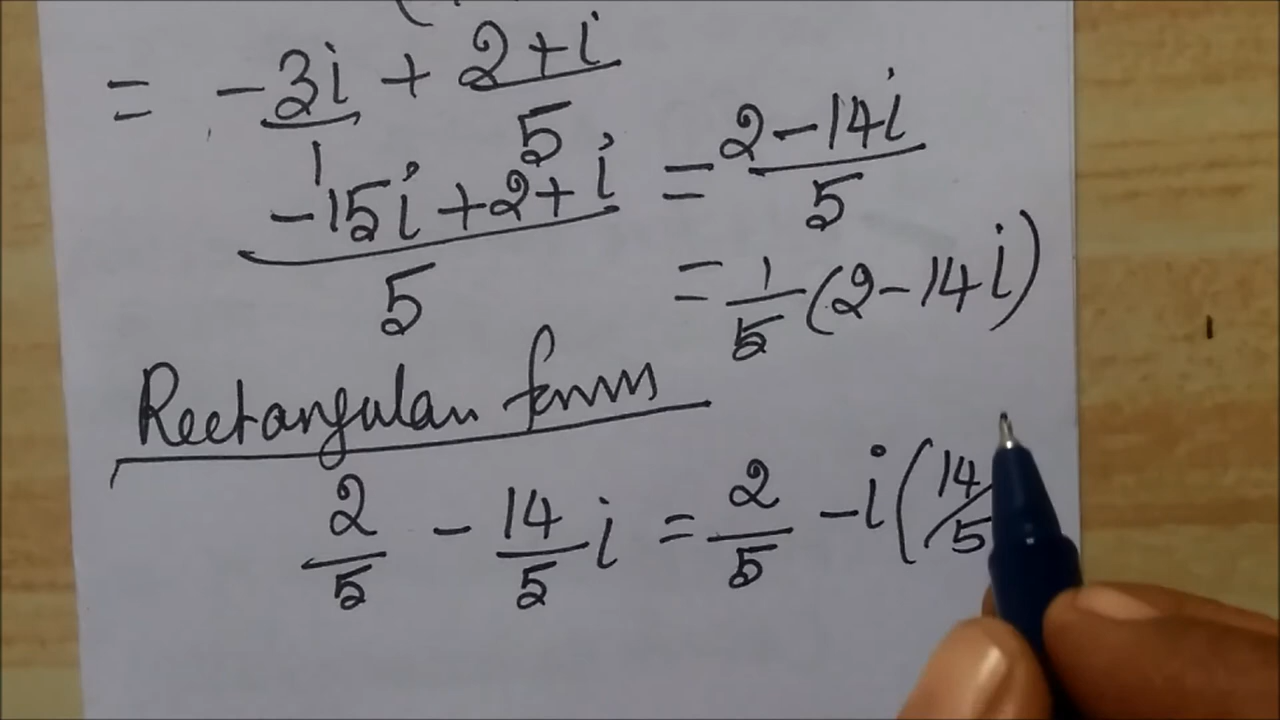 = -3i/1 + (2+i)/5
(-15i+2+i)/5 = (2-14i)/5
= 1/5 (2-14i)
Rectangular form
2/5 - 14/5 i = 2/5 -i(14/5